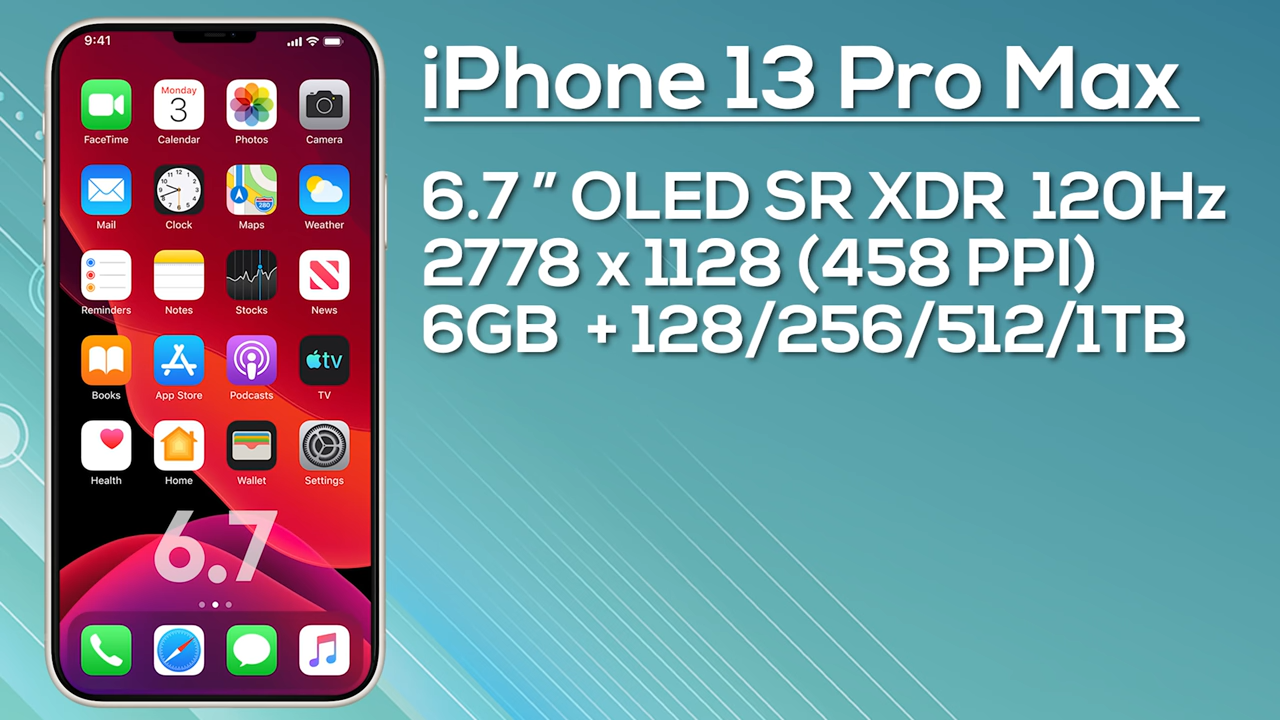 9:41
Monday
3
FaceTime Calendar Photos Camera
280
Mail Clock Maps Weather
Reminders Notes Stocks News
tv
Books App Store Podcasts TV
Health Home Wallet Settings
6.7
iPhone 13 Pro Max
6.7 " OLED SR XDR 120Hz
2778 x 1128 (458 PPI)
6GB + 128/256/512/1TB